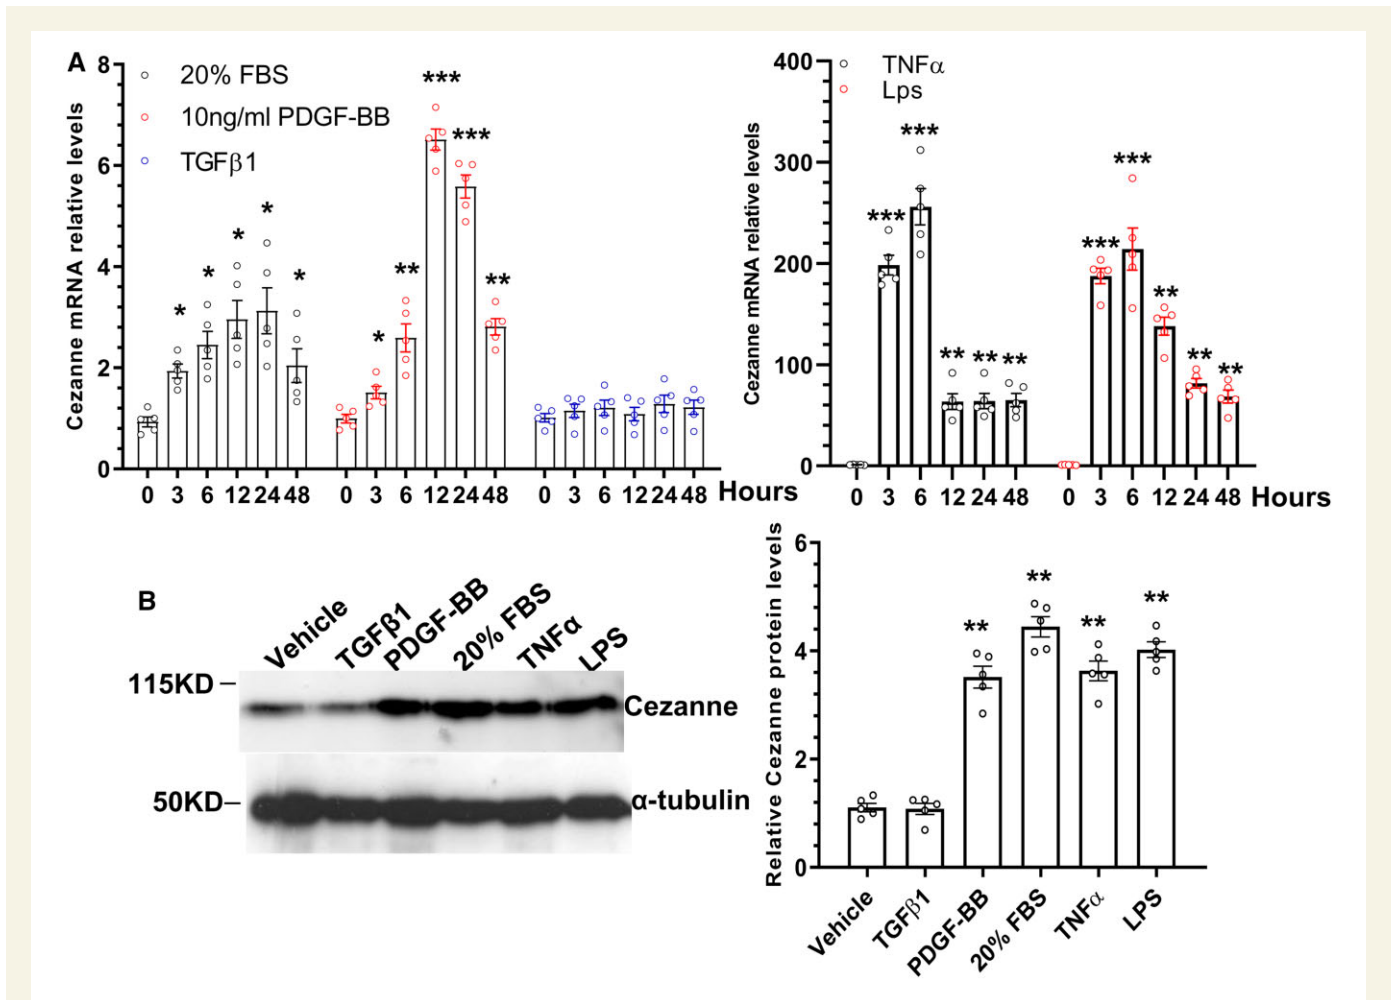 A
Cezanne mRNA relative levels
8
6
4
2
0
20% FBS
10ng/ml PDGF-BB
TGFβ1
* * * * * *
* ** *** *** **
0 3 6 12 24 48 0 3 6 12 24 48 0 3 6 12 24 48 Hours
Cezanne mRNA relative levels
400
300
200
100
0
TNFα
Lps
*** *** ** ** **
*** *** ** ** **
0 3 6 12 24 48 0 3 6 12 24 48 Hours
B
Vehicle TGFβ1 PDGF-BB 20% FBS TNFα LPS
115KD
Cezanne
50KD
α-tubulin
Relative Cezanne protein levels
6
4
2
0
** ** ** **
Vehicle TGFβ1 PDGF-BB 20% FBS TNFα LPS